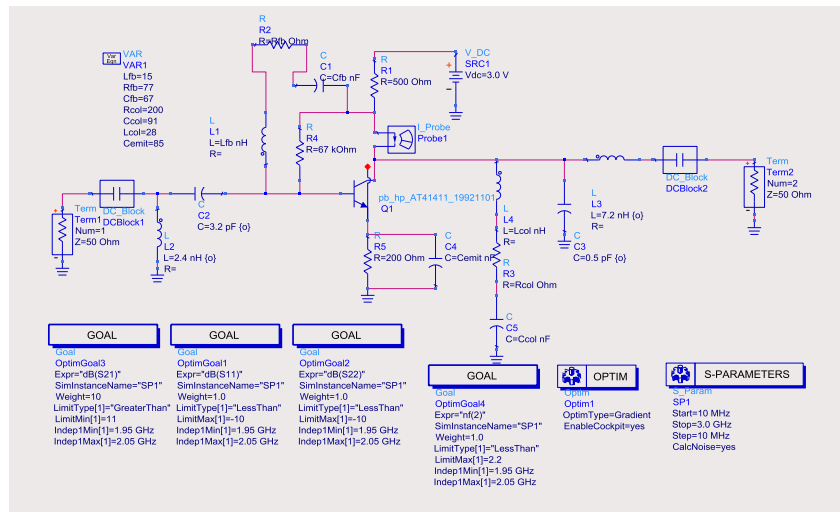 Var
Eqn
VAR
VAR1
Lfb=15
Rfb=77
Cfb=67
Rcol=200
Ccol=91
Lcol=28
Cemit=85
R
R2
R=Rfb Ohm
C
C1
C=Cfb nF
R
R1
R=500 Ohm
V_DC
SRC1
Vdc=3.0 V
L
L1
L=Lfb nH
R=
R
R4
R=67 kOhm
I_Probe
Probe1
Term
Term1
Num=1
Z=50 Ohm
DC_Block
DCBlock1
L
L2
L=2.4 nH {o}
R=
C
C2
C=3.2 pF {o}
pb_hp_AT41411_19921101
Q1
R
R5
R=200 Ohm
C
C4
C=Cemit nF
L
L4
L=Lcol nH
R=
R
R3
R=Rcol Ohm
C
C5
C=Ccol nF
C
C3
C=0.5 pF {o}
L
L3
L=7.2 nH {o}
R=
DC_Block
DCBlock2
Term
Term2
Num=2
Z=50 Ohm
GOAL
Goal
OptimGoal3
Expr="dB(S21)"
SimInstanceName="SP1"
Weight=10
LimitType[1]="GreaterThan"
LimitMin[1]=11
Indep1Min[1]=1.95 GHz
Indep1Max[1]=2.05 GHz
GOAL
Goal
OptimGoal1
Expr="dB(S11)"
SimInstanceName="SP1"
Weight=1.0
LimitType[1]="LessThan"
LimitMax[1]=-10
Indep1Min[1]=1.95 GHz
Indep1Max[1]=2.05 GHz
GOAL
Goal
OptimGoal2
Expr="dB(S22)"
SimInstanceName="SP1"
Weight=1.0
LimitType[1]="LessThan"
LimitMax[1]=-10
Indep1Min[1]=1.95 GHz
Indep1Max[1]=2.05 GHz
GOAL
Goal
OptimGoal4
Expr="nf(2)"
SimInstanceName="SP1"
Weight=1.0
LimitType[1]="LessThan"
LimitMax[1]=2.2
Indep1Min[1]=1.95 GHz
Indep1Max[1]=2.05 GHz
OPTIM
Optim
Optim1
OptimType=Gradient
EnableCockpit=yes
S-PARAMETERS
S_Param
SP1
Start=10 MHz
Stop=3.0 GHz
Step=10 MHz
CalcNoise=yes